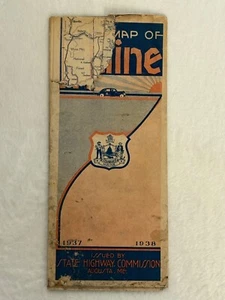 MAP OF
ine
1937 1938
ISSUED BY
STATE HIGHWAY COMMISSION
AUGUSTA, ME.